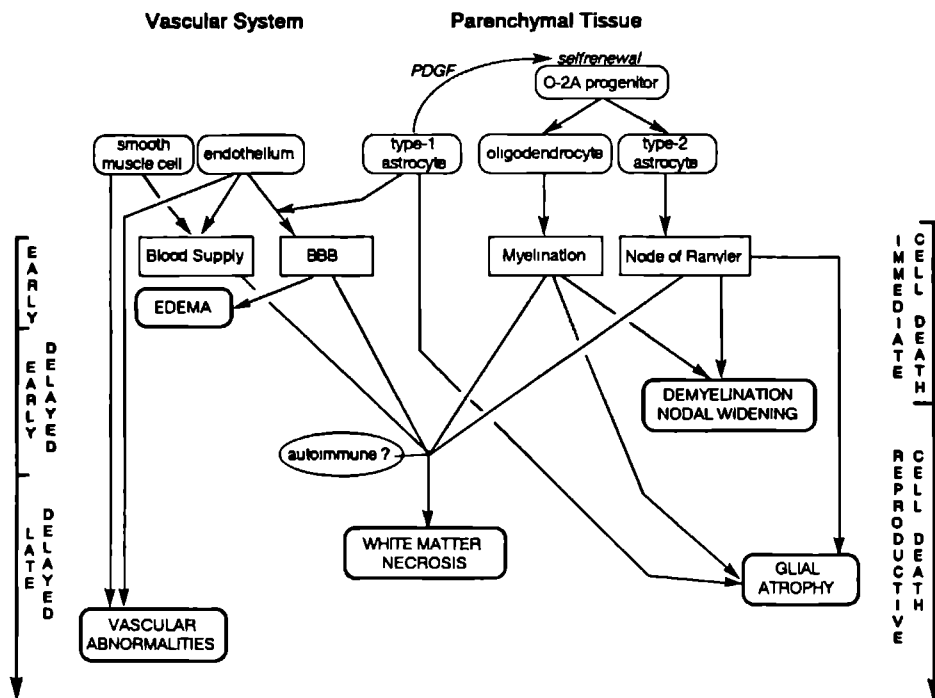 Vascular System
Parenchymal Tissue
PDGF
selfrenewal
O-2A progenitor
smooth
muscle cell
endothelium
type-1
astrocyte
oligodendrocyte
type-2
astrocyte
Blood Supply
BBB
Myelination
Node of Ranvier
EDEMA
DEMYELINATION
NODAL WIDENING
autoimmune ?
WHITE MATTER
NECROSIS
GLIAL
ATROPHY
VASCULAR
ABNORMALITIES
EARLY
EARLY
DELAYED
LATE
DELAYED
IMMEDIATE
CELL DEATH
REPRODUCTIVE
CELL DEATH